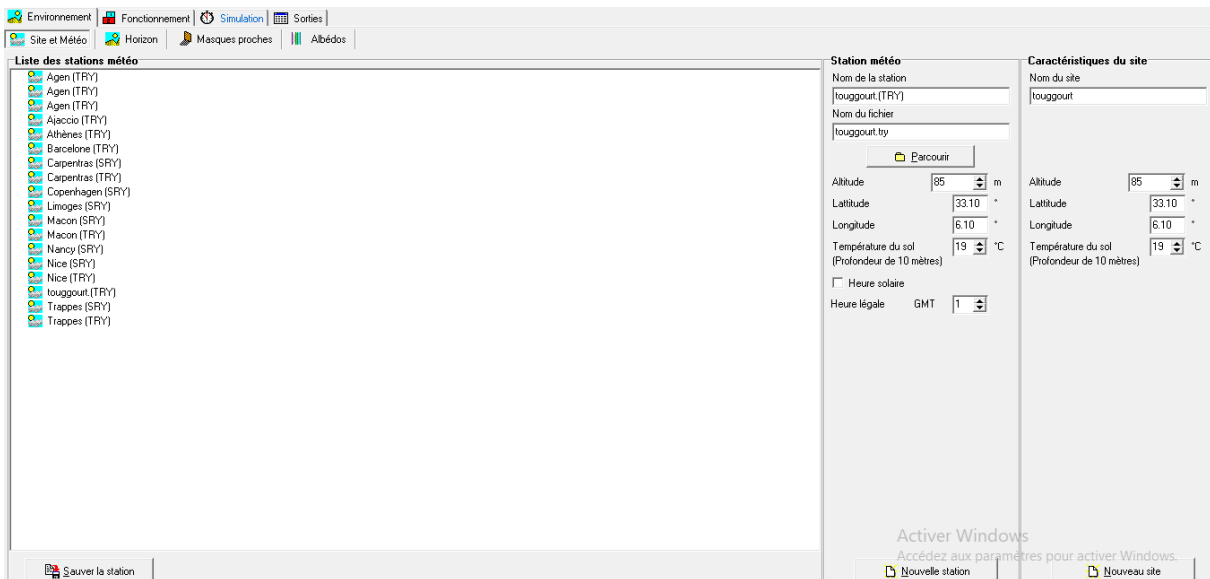 Environnement Fonctionnement Simulation Sorties
Site et Météo Horizon Masques proches Albédos
Liste des stations météo
Agen (TRY)
Agen (TRY)
Agen (TRY)
Ajaccio (TRY)
Athènes (TRY)
Barcelone (TRY)
Carpentras (SRY)
Carpentras (TRY)
Copenhagen (SRY)
Limoges (SRY)
Macon (SRY)
Macon (TRY)
Nancy (SRY)
Nice (SRY)
Nice (TRY)
touggourt.(TRY)
Trappes (SRY)
Trappes (TRY)
Sauver la station
Station météo
Nom de la station
touggourt.(TRY)
Nom du fichier
touggourt.try
Parcourir
Altitude 85 m
Lattitude 33.10 °
Longitude 6.10 °
Température du sol 19 °C
(Profondeur de 10 mètres)
Heure solaire
Heure légale GMT 1
Nouvelle station
Caractéristiques du site
Nom du site
touggourt
Altitude 85 m
Lattitude 33.10 °
Longitude 6.10 °
Température du sol 19 °C
(Profondeur de 10 mètres)
Nouveau site
Activer Windows
Accédez aux paramètres pour activer Windows.